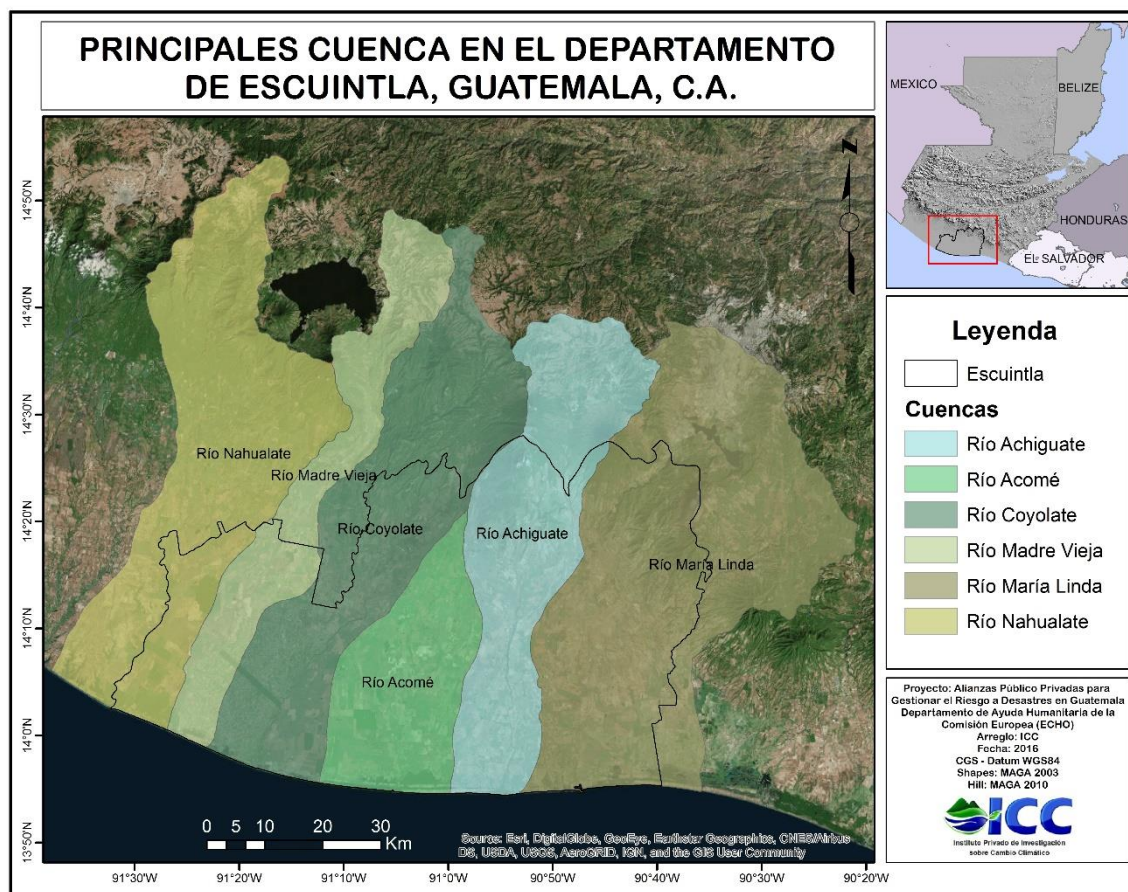 PRINCIPALES CUENCA EN EL DEPARTAMENTO
DE ESCUINTLA, GUATEMALA, C.A.
MEXICO
BELIZE
HONDURAS
EL SALVADOR
N
14°50'N
14°40'N
14°30'N
14°20'N
14°10'N
14°0'N
13°50'N
Río Nahualate
Río Madre Vieja
Río Coyolate
Río Achiguate
Río María Linda
Río Acomé
0 5 10 20 30
Km
Source: Esri, DigitalGlobe, GeoEye, Earthstar Geographics, CNES/Airbus
DS, USDA, USGS, AeroGRID, IGN, and the GIS User Community
91°30'W
91°20'W
91°10'W
91°0'W
90°50'W
90°40'W
90°30'W
90°20'W
Leyenda
Escuintla
Cuencas
Río Achiguate
Río Acomé
Río Coyolate
Río Madre Vieja
Río María Linda
Río Nahualate
Proyecto: Alianzas Público Privadas para
Gestionar el Riesgo a Desastres en Guatemala
Departamento de Ayuda Humanitaria de la
Comisión Europea (ECHO)
Arreglo: ICC
Fecha: 2016
CGS - Datum WGS84
Shapes: MAGA 2003
Hill: MAGA 2010
ICC
Instituto Privado de Investigación
sobre Cambio Climático